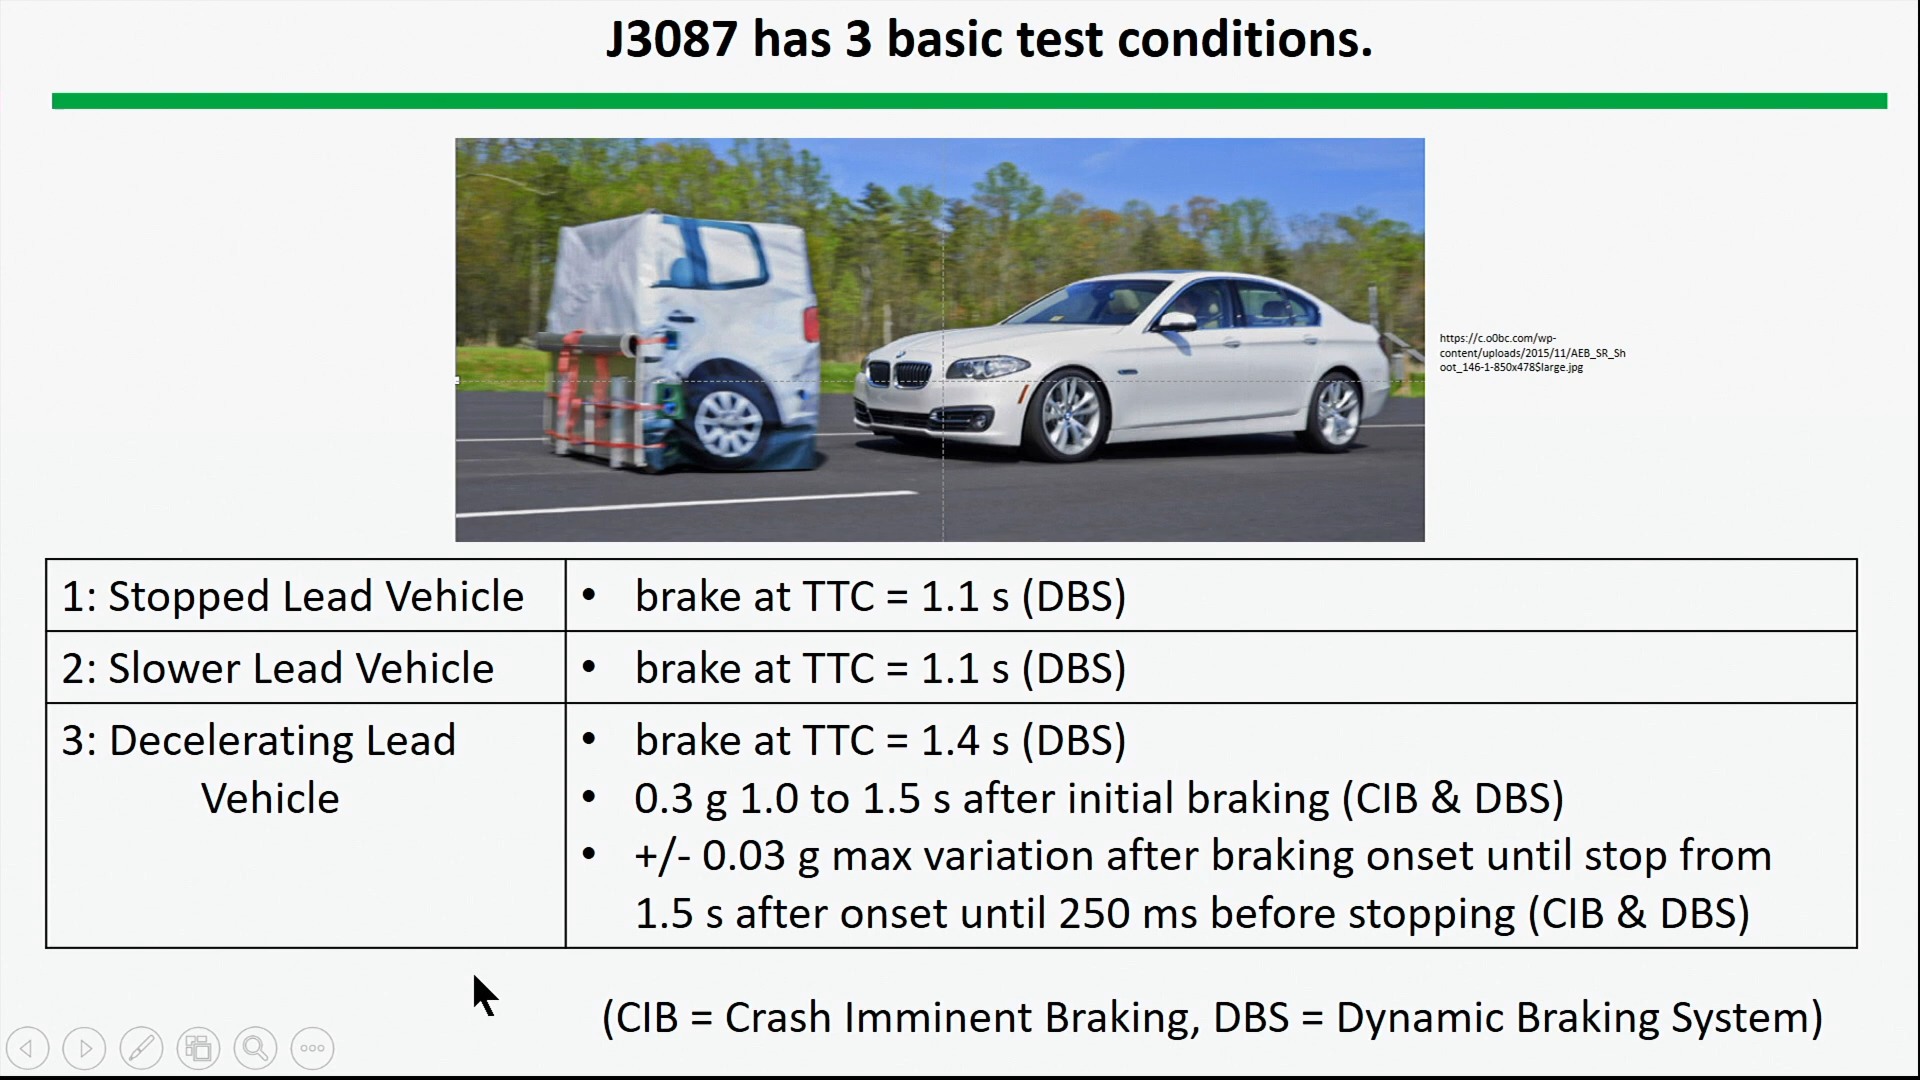 J3087 has 3 basic test conditions.
https://c.o0bc.com/wp-
content/uploads/2015/11/AEB_SR_Sh
oot_146-1-850x478$large.jpg
1: Stopped Lead Vehicle
• brake at TTC = 1.1 s (DBS)
2: Slower Lead Vehicle
• brake at TTC = 1.1 s (DBS)
3: Decelerating Lead
Vehicle
• brake at TTC = 1.4 s (DBS)
• 0.3 g 1.0 to 1.5 s after initial braking (CIB & DBS)
• +/- 0.03 g max variation after braking onset until stop from
1.5 s after onset until 250 ms before stopping (CIB & DBS)
(CIB = Crash Imminent Braking, DBS = Dynamic Braking System)